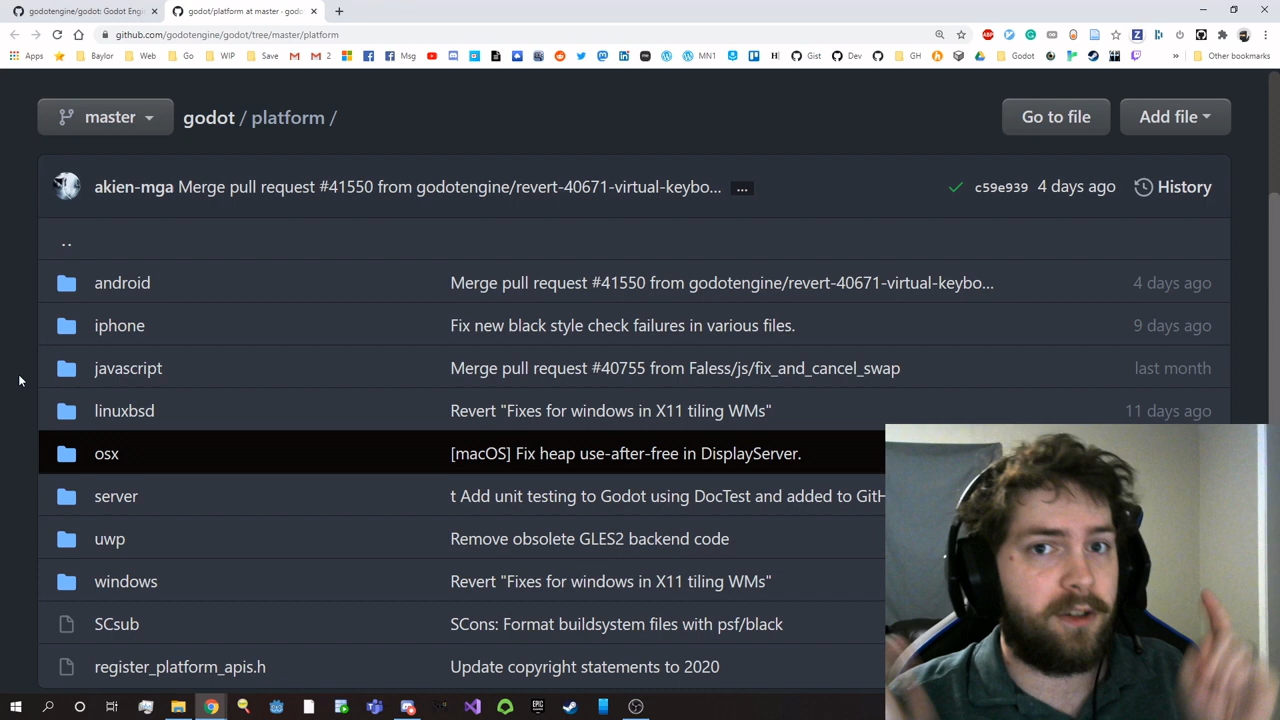 godotengine/godot: Godot Engi
godot/platform at master · godot
github.com/godotengine/godot/tree/master/platform
Apps Baylor Web Go WIP Save M 2 Msg MN1 Gist Dev GH Godot » Other bookmarks
master godot / platform / Go to file Add file
akien-mga Merge pull request #41550 from godotengine/revert-40671-virtual-keybo... ... c59e939 4 days ago History
..
android Merge pull request #41550 from godotengine/revert-40671-virtual-keybo... 4 days ago
iphone Fix new black style check failures in various files. 9 days ago
javascript Merge pull request #40755 from Faless/js/fix_and_cancel_swap last month
linuxbsd Revert "Fixes for windows in X11 tiling WMs" 11 days ago
osx [macOS] Fix heap use-after-free in DisplayServer.
server t Add unit testing to Godot using DocTest and added to GitH
uwp Remove obsolete GLES2 backend code
windows Revert "Fixes for windows in X11 tiling WMs"
SCsub SCons: Format buildsystem files with psf/black
register_platform_apis.h Update copyright statements to 2020